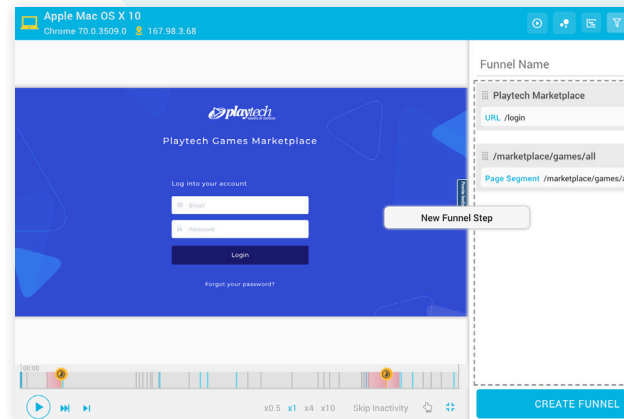 Apple Mac OS X 10
Chrome 70.0.3509.0 167.98.3.68
playtech
Playtech Games Marketplace
Log into your account
Email
Password
Login
Forgot your password?
New Funnel Step
Funnel Name
Playtech Marketplace
URL /login
/marketplace/games/all
Page Segment /marketplace/games/a
00:00
x0.5 x1 x4 x10 Skip Inactivity
CREATE FUNNEL